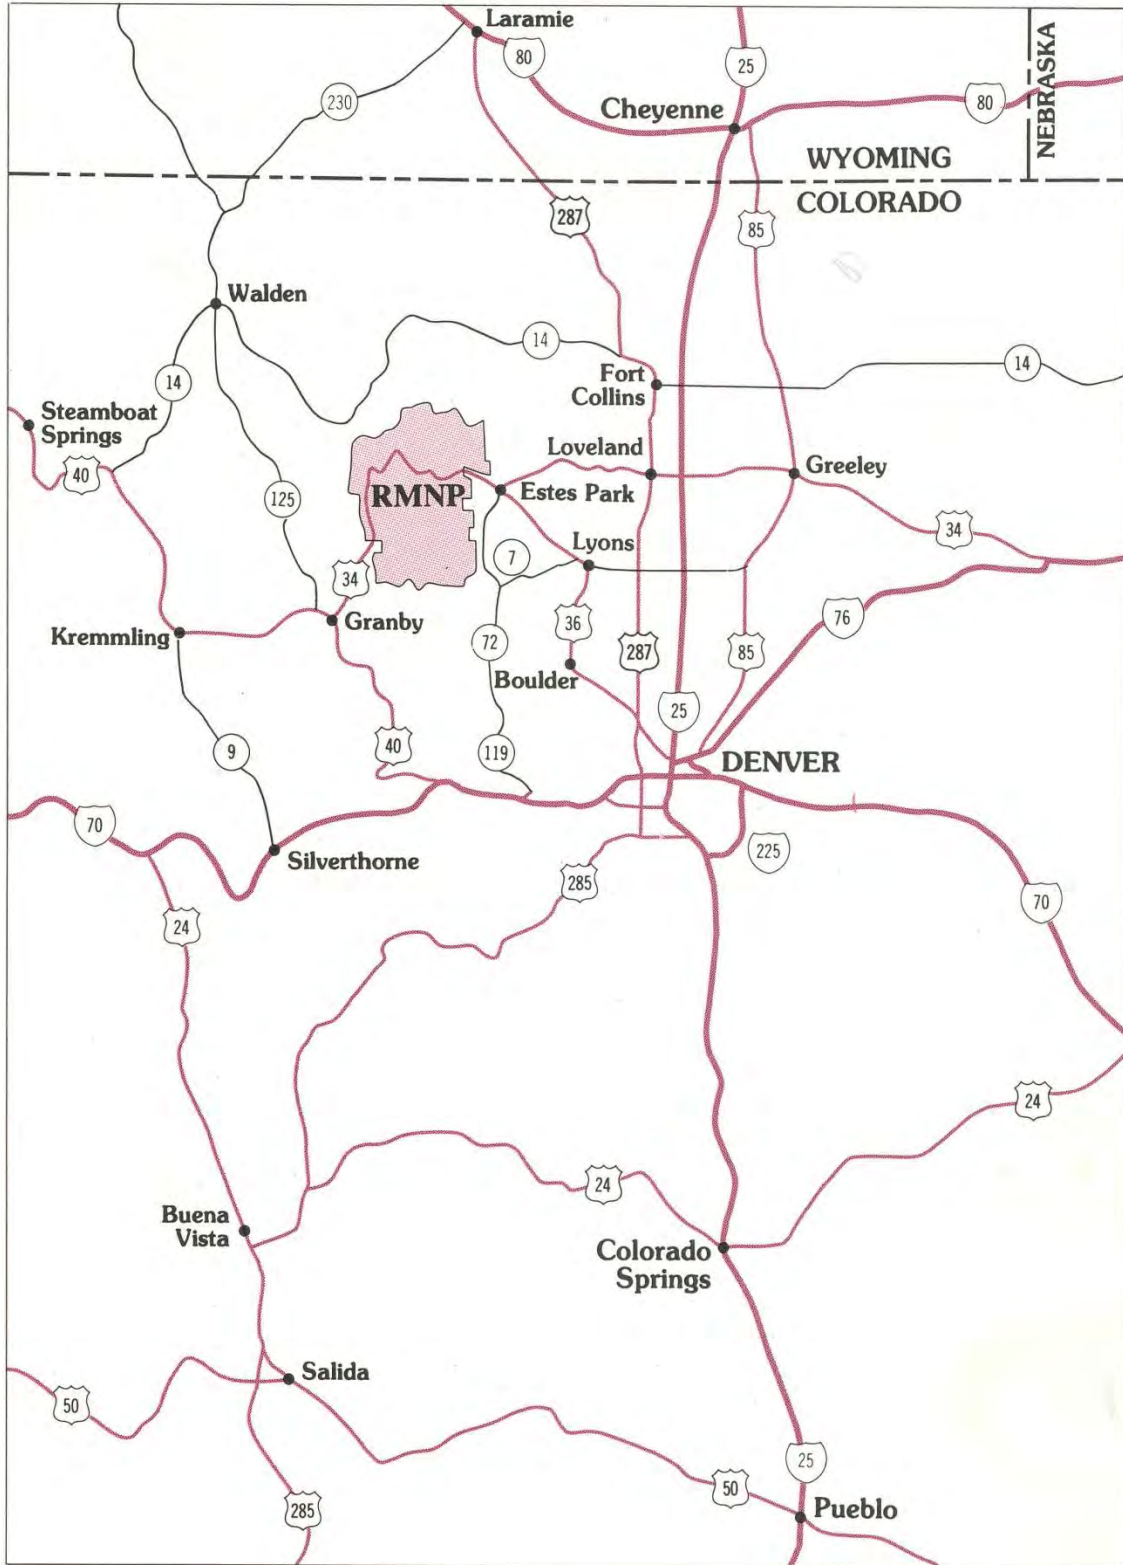 Laramie
80
25
NEBRASKA
230
Cheyenne
80
WYOMING
COLORADO
287
85
Walden
14
14
Fort
Collins
14
Steamboat
Springs
40
Loveland
Greeley
125
RMNP
Estes Park
34
Lyons
7
34
Granby
36
76
Kremmling
72
287
85
Boulder
25
9
40
119
DENVER
70
Silverthorne
225
285
70
24
24
24
Buena
Vista
Colorado
Springs
Salida
50
25
50
285
Pueblo